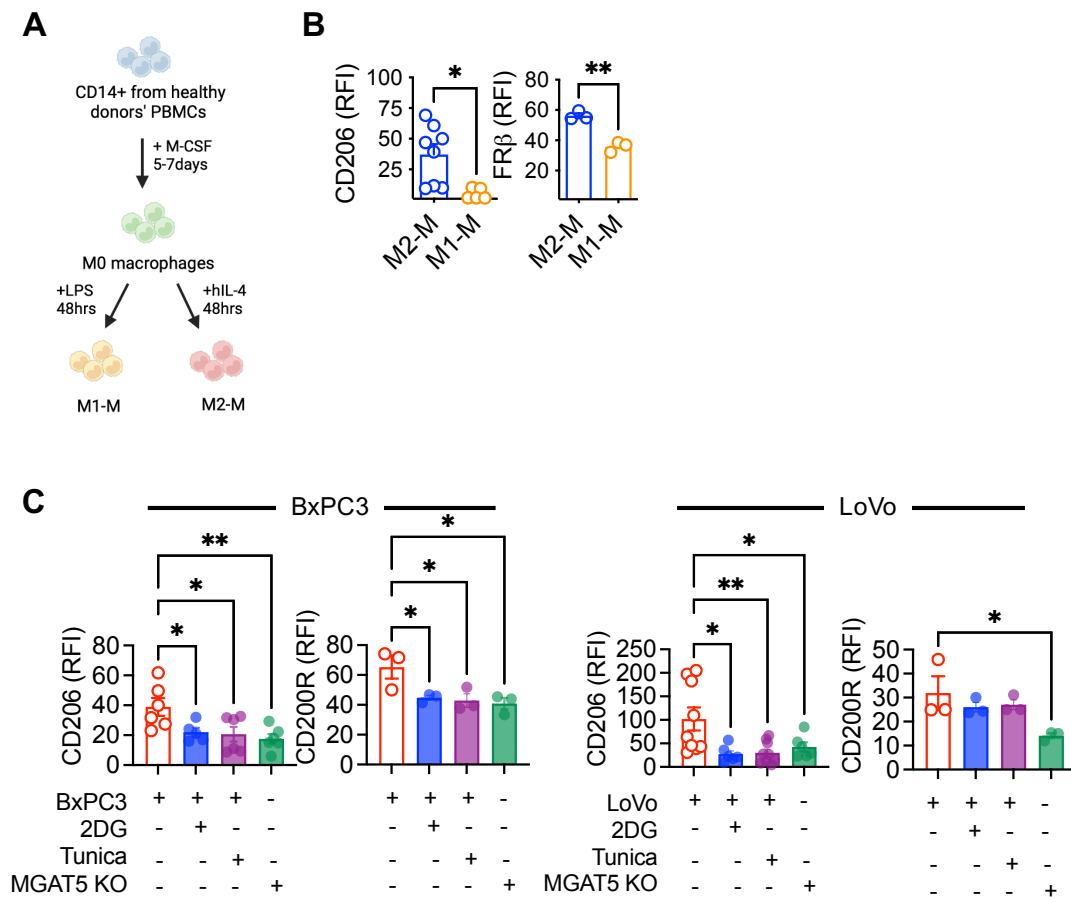 A
CD14+ from healthy
donors' PBMCs
+ M-CSF
5-7days
M0 macrophages
+LPS
48hrs
+hIL-4
48hrs
M1-M
M2-M
B
CD206 (RFI)
100
75
50
25
*
M2-M
M1-M
FRβ (RFI)
80
60
40
20
**
M2-M
M1-M
C
BxPC3
CD206 (RFI)
80
60
40
20
0
*
*
**
CD200R (RFI)
80
60
40
20
0
*
*
*
BxPC3 + + + - + + + -
2DG - + - - - + - -
Tunica - - + - - - + -
MGAT5 KO - - - + - - - +
LoVo
CD206 (RFI)
250
200
150
100
50
0
*
**
*
CD200R (RFI)
50
40
30
20
10
0
*
LoVo + + + - + + + -
2DG - + - - - + - -
Tunica - - + - - - + -
MGAT5 KO - - - + - - - +